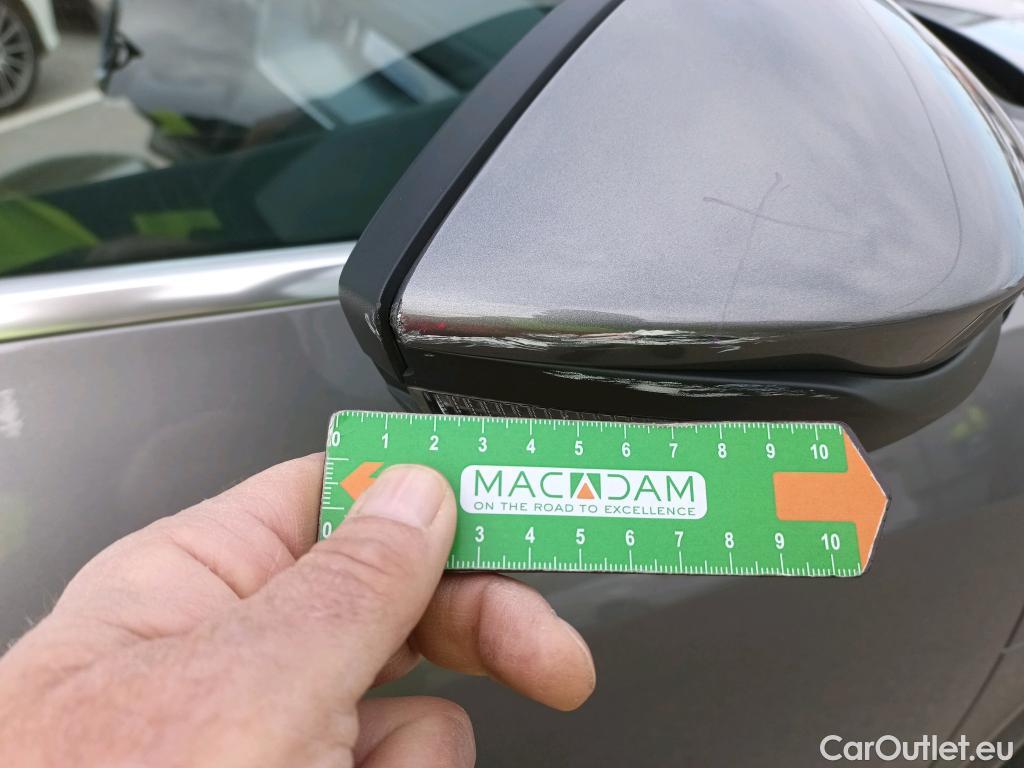 0 1 2 3 4 5 6 7 8 9 10
MACADAM
ON THE ROAD TO EXCELLENCE
0 3 4 5 6 7 8 9 10
CarOutlet.eu